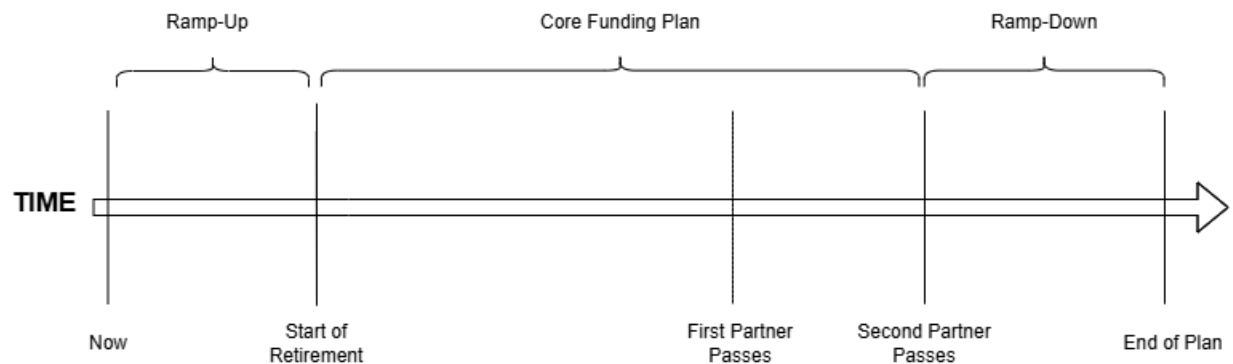 Ramp-Up
Core Funding Plan
Ramp-Down
TIME
Now
Start of
Retirement
First Partner
Passes
Second Partner
Passes
End of Plan